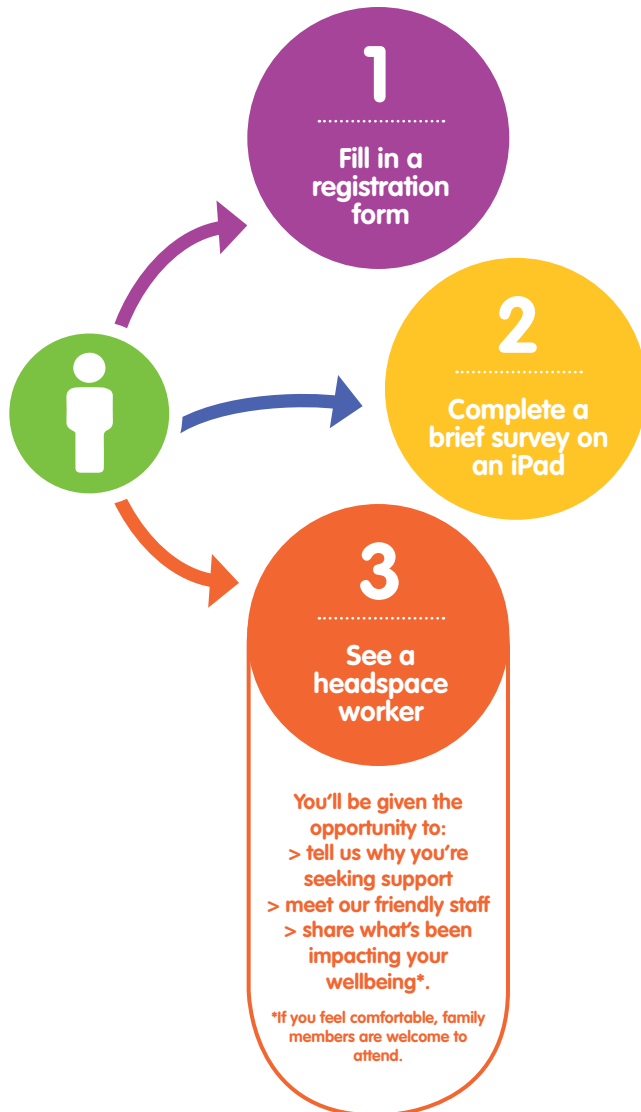 1
Fill in a
registration
form
2
Complete a
brief survey on
an iPad
3
See a
headspace
worker
You'll be given the
opportunity to:
> tell us why you're
seeking support
> meet our friendly staff
> share what's been
impacting your
wellbeing*.
*If you feel comfortable, family
members are welcome to
attend.